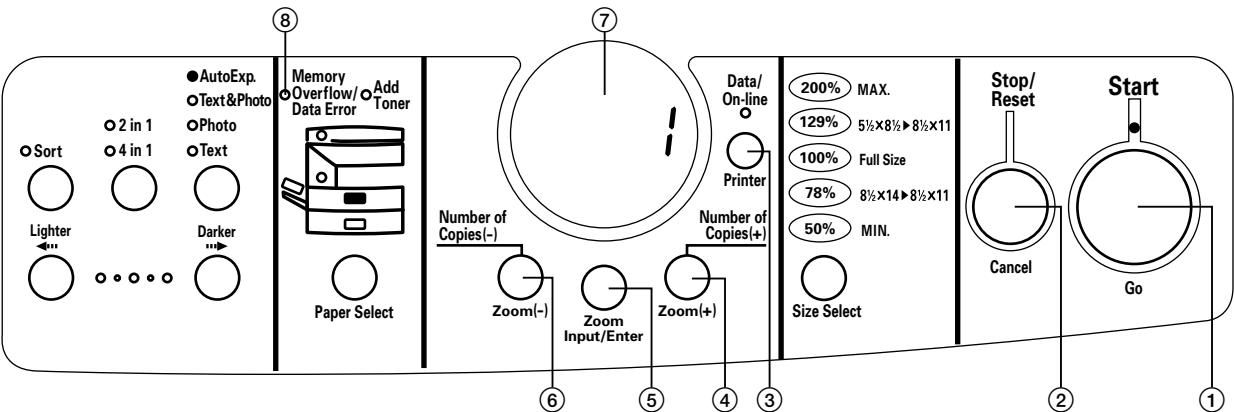 ⑧
⑦
AutoExp.
Text&Photo
Photo
Text
2 in 1
4 in 1
Sort
Lighter
Darker
Memory
Overflow/
Data Error
Add
Toner
Paper Select
1
Data/
On-line
Printer
Number of
Copies(-)
Number of
Copies(+)
Zoom(-)
Zoom
Input/Enter
Zoom(+)
200% MAX.
129% 5½×8½▶8½×11
100% Full Size
78% 8½×14▶8½×11
50% MIN.
Size Select
Stop/
Reset
Cancel
Start
Go
⑥
⑤
④
③
②
①